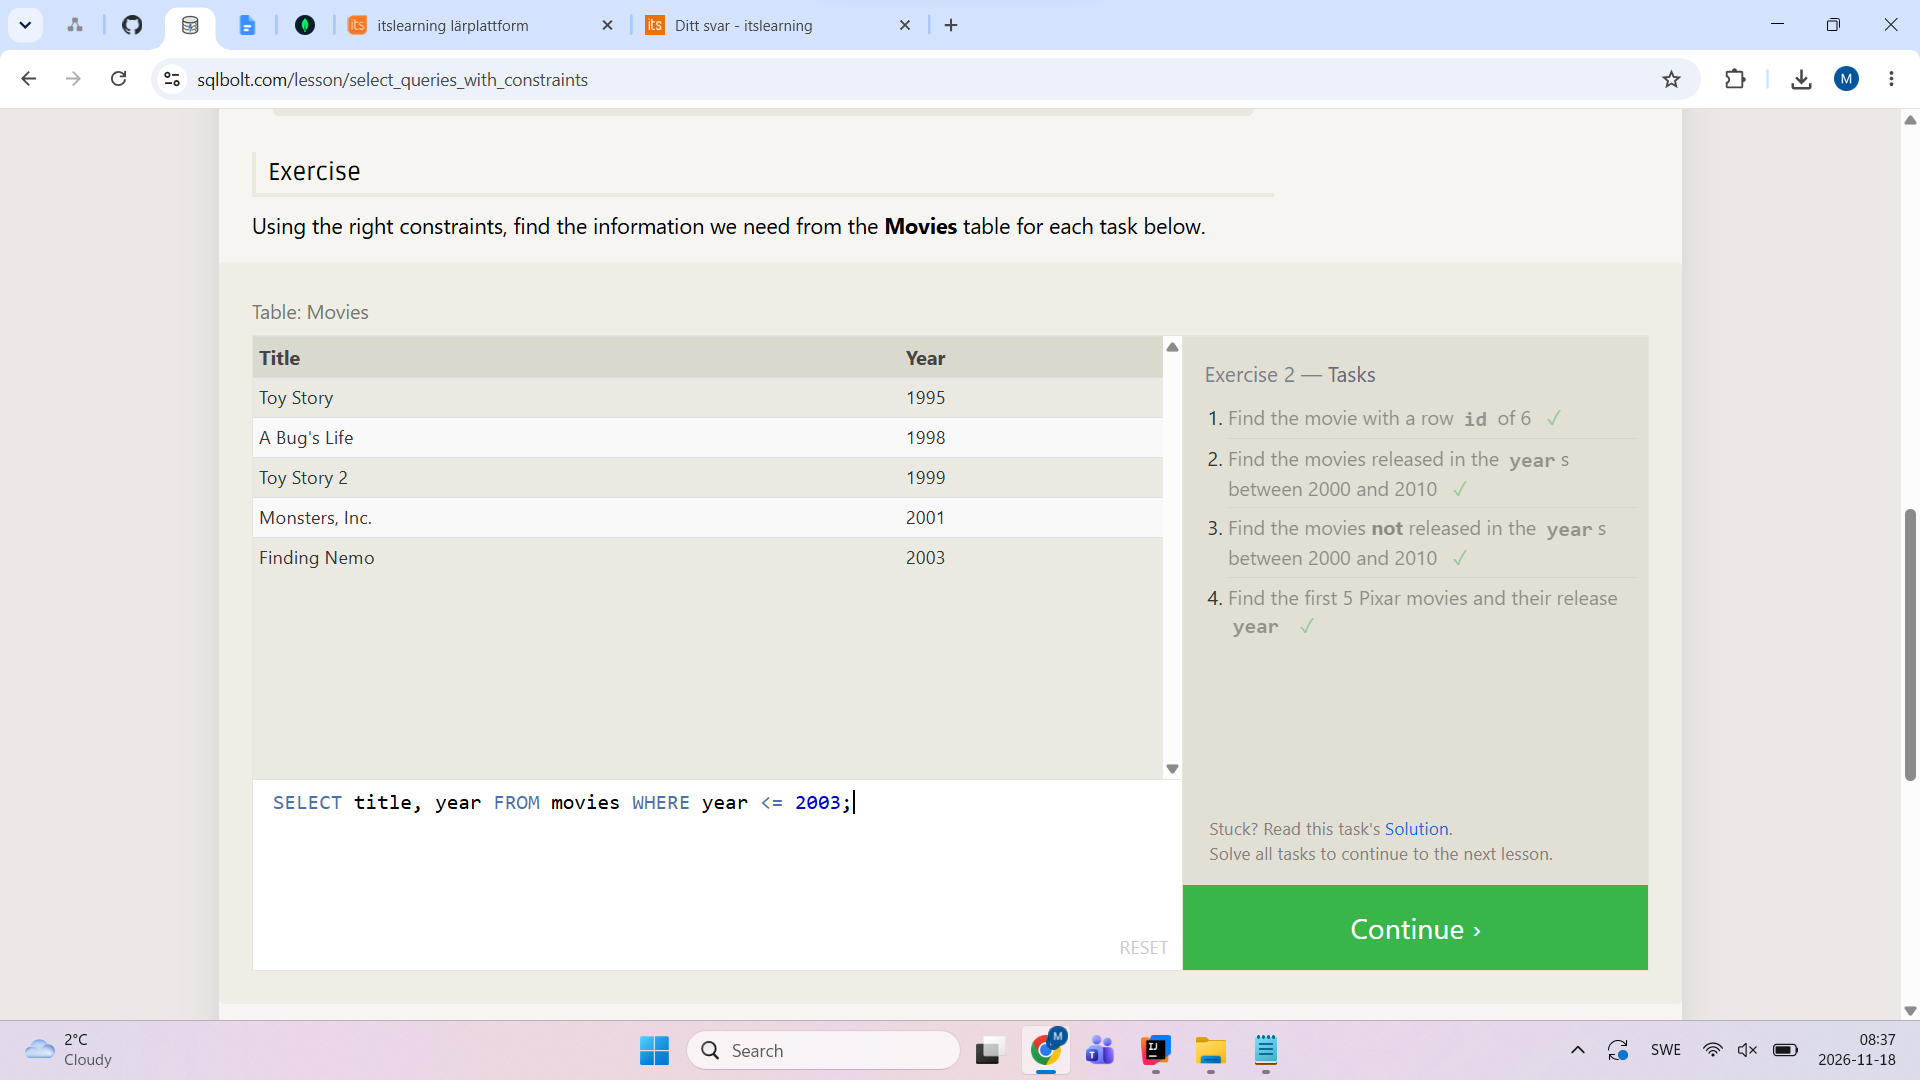 itslearning lärplattform
Ditt svar - itslearning
sqlbolt.com/lesson/select_queries_with_constraints
M
Exercise
Using the right constraints, find the information we need from the Movies table for each task below.
Table: Movies
Title Year
Toy Story 1995
A Bug's Life 1998
Toy Story 2 1999
Monsters, Inc. 2001
Finding Nemo 2003
SELECT title, year FROM movies WHERE year <= 2003;
RESET
Exercise 2 — Tasks
1. Find the movie with a row id of 6 ✓
2. Find the movies released in the year s
between 2000 and 2010 ✓
3. Find the movies not released in the year s
between 2000 and 2010 ✓
4. Find the first 5 Pixar movies and their release
year ✓
Stuck? Read this task's Solution.
Solve all tasks to continue to the next lesson.
Continue ›
2°C
Cloudy
Search
M
SWE
08:37
2026-11-18